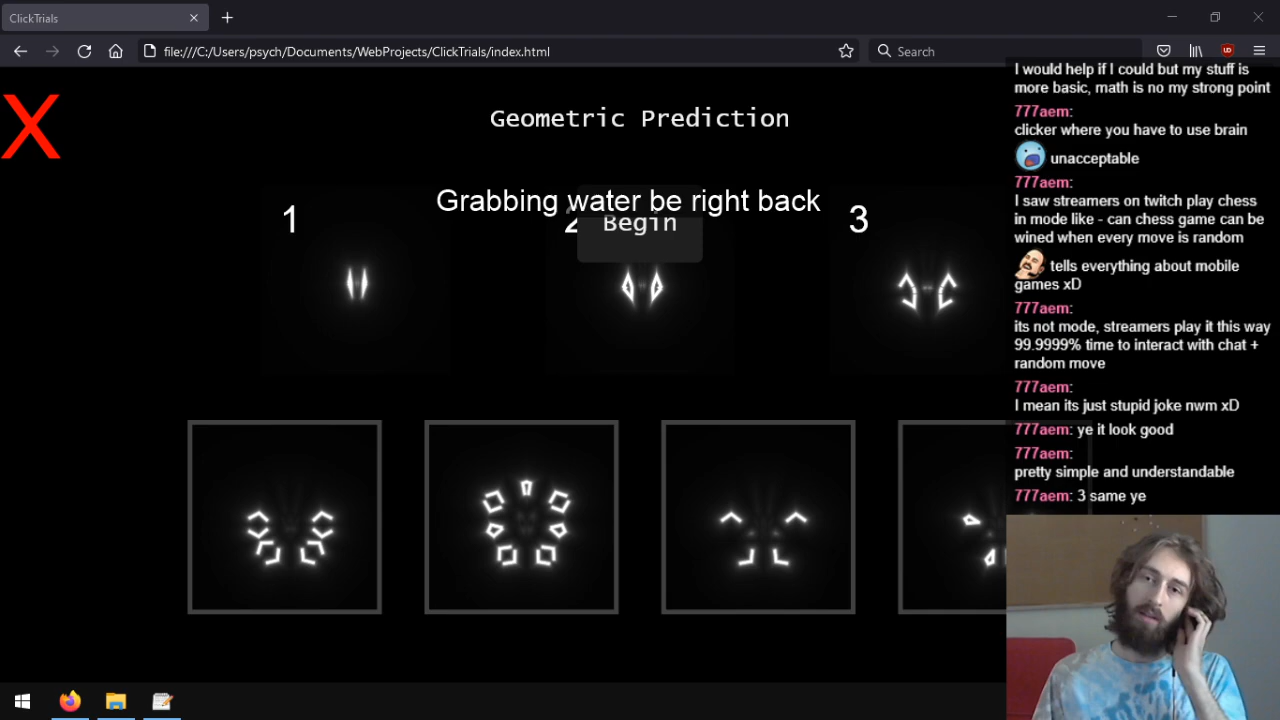 ClickTrials
file:///C:/Users/psych/Documents/WebProjects/ClickTrials/index.html
Search
X
Geometric Prediction
Grabbing water be right back
1
2
Begin
3
I would help if I could but my stuff is
more basic, math is no my strong point
777aem:
clicker where you have to use brain
unacceptable
777aem:
I saw streamers on twitch play chess
in mode like - can chess game can be
wined when every move is random
tells everything about mobile
games xD
777aem:
its not mode, streamers play it this way
99.9999% time to interact with chat +
random move
777aem:
I mean its just stupid joke nwm xD
777aem: ye it look good
777aem:
pretty simple and understandable
777aem: 3 same ye